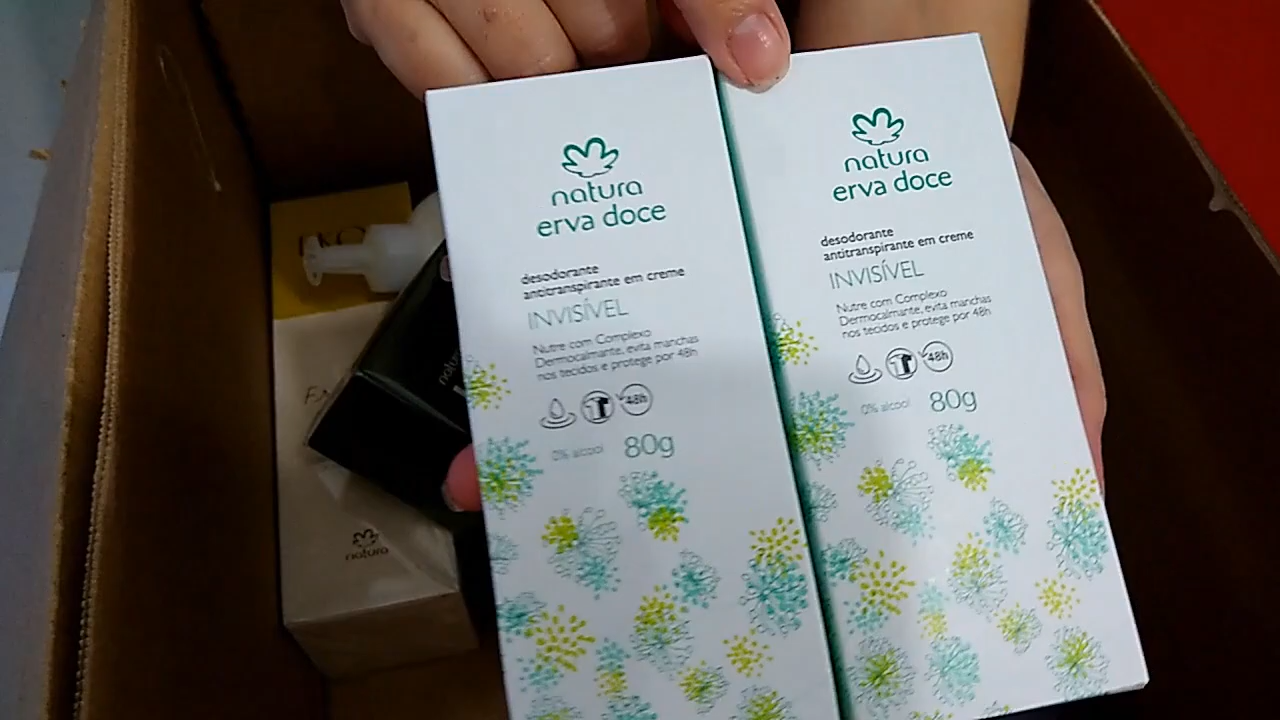 natura
erva doce
desodorante
antitranspirante em creme
INVISÍVEL
Nutre com Complexo
Dermocalmante, evita manchas
nos tecidos e protege por 48h
48h
0% alcool 80g
natura
erva doce
desodorante
antitranspirante em creme
INVISÍVEL
Nutre com Complexo
Dermocalmante, evita manchas
nos tecidos e protege por 48h
48h
0% alcool 80g
natura